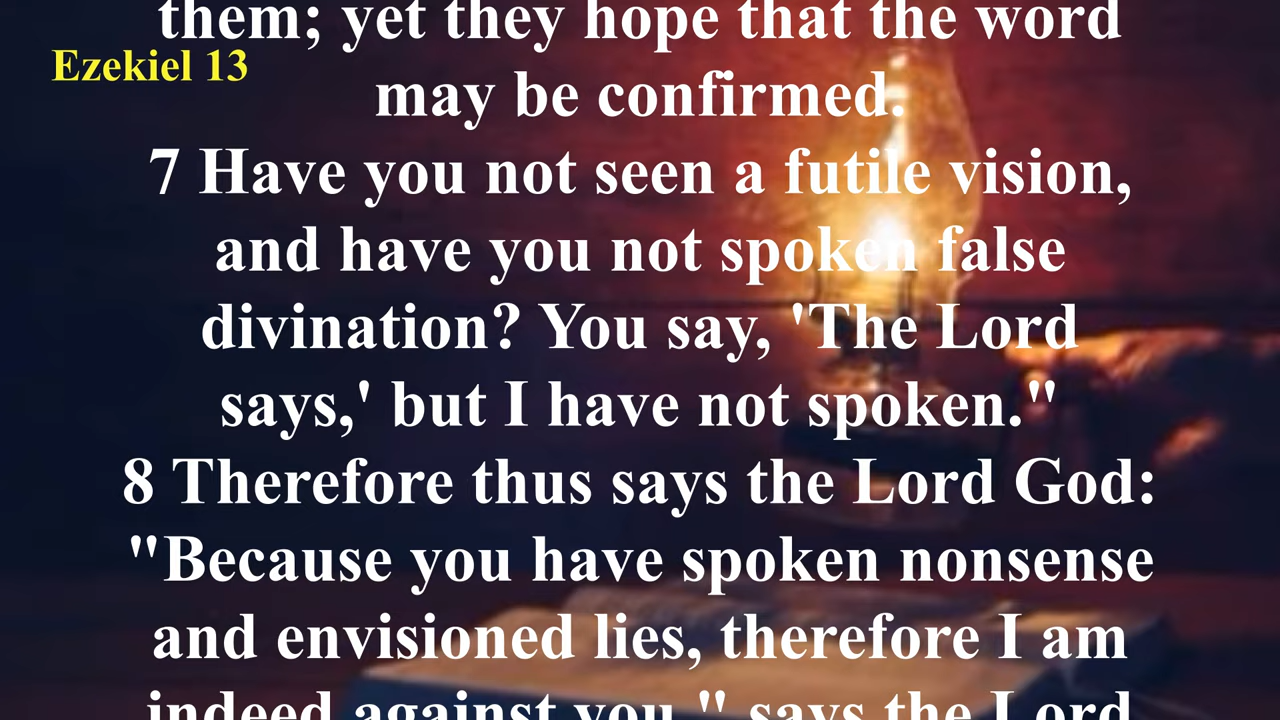 them; yet they hope that the word
Ezekiel 13
may be confirmed.
7 Have you not seen a futile vision,
and have you not spoken false
divination? You say, 'The Lord
says,' but I have not spoken."
8 Therefore thus says the Lord God:
"Because you have spoken nonsense
and envisioned lies, therefore I am
indeed against you," says the Lord